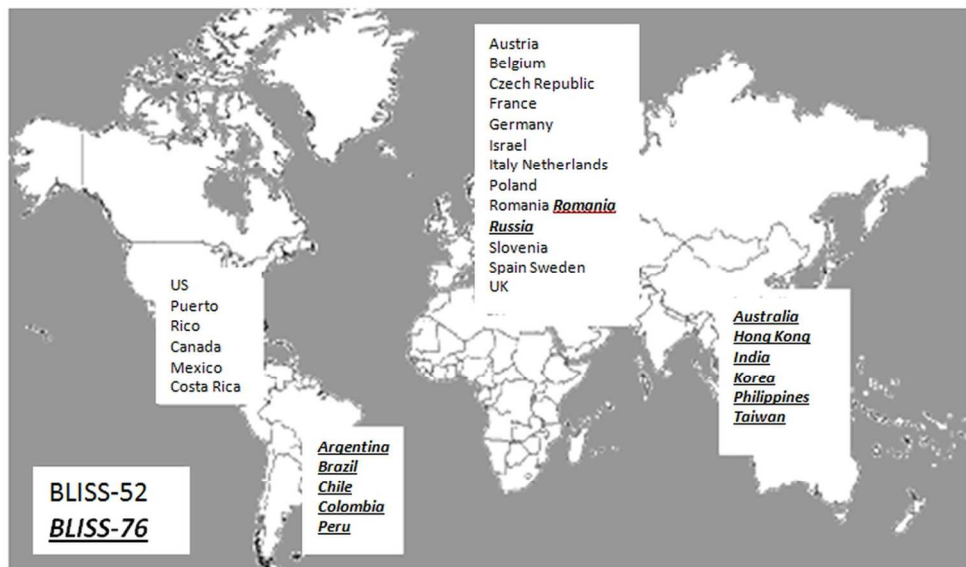 Austria
Belgium
Czech Republic
France
Germany
Israel
Italy Netherlands
Poland
Romania Romania
Russia
Slovenia
Spain Sweden
UK
US
Puerto
Rico
Canada
Mexico
Costa Rica
Australia
Hong Kong
India
Korea
Philippines
Taiwan
Argentina
Brazil
Chile
Colombia
Peru
BLISS-52
BLISS-76